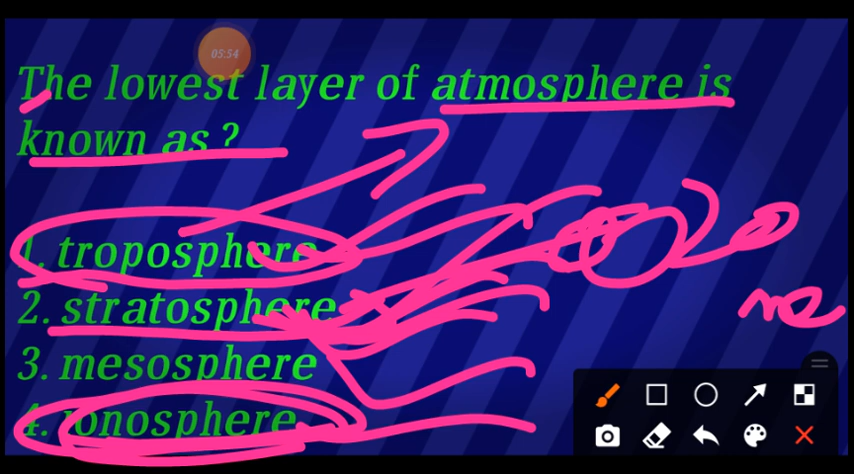 05:54
The lowest layer of atmosphere is
known as ?
1. troposphere
2. stratosphere
3. mesosphere
4. ionosphere